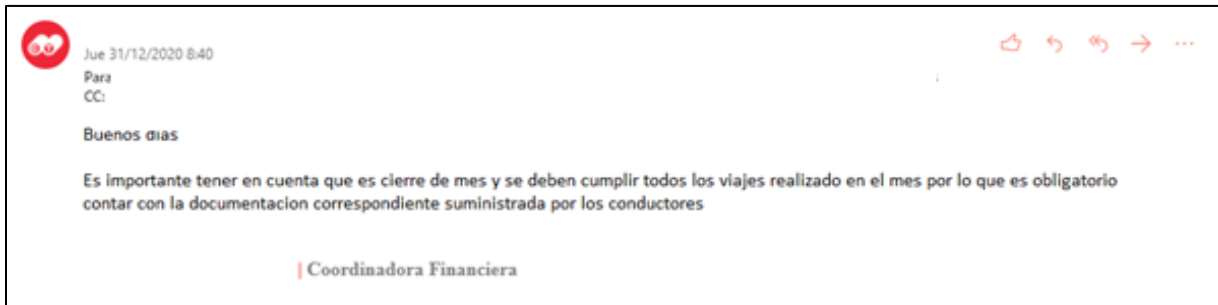 Jue 31/12/2020 8:40
Para
CC:
Buenos dias
Es importante tener en cuenta que es cierre de mes y se deben cumplir todos los viajes realizado en el mes por lo que es obligatorio
contar con la documentacion correspondiente suministrada por los conductores
| Coordinadora Financiera